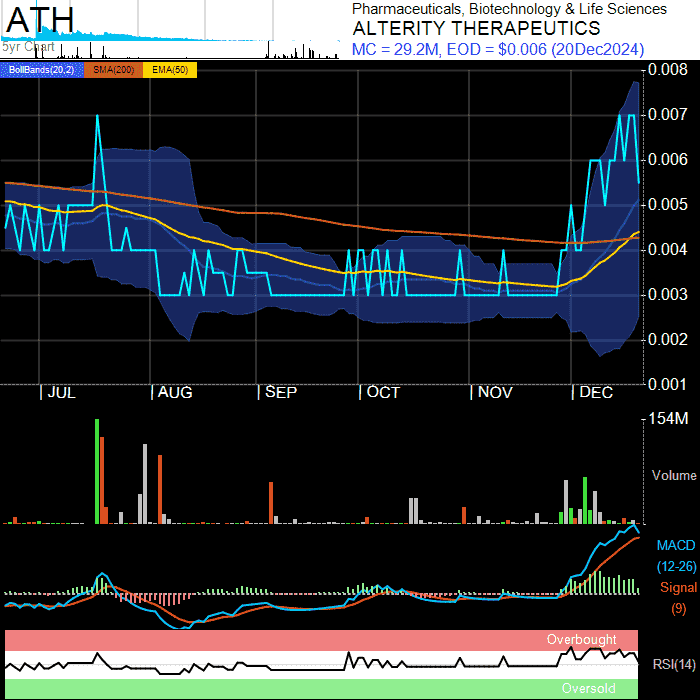 ATH
5yr Chart
Pharmaceuticals, Biotechnology & Life Sciences
ALTERITY THERAPEUTICS
MC = 29.2M, EOD = $0.006 (20Dec2024)
BollBands(20,2) SMA(200) EMA(50)
0.008
0.007
0.006
0.005
0.004
0.003
0.002
0.001
JUL AUG SEP OCT NOV DEC
154M
Volume
MACD
(12-26)
Signal
(9)
Overbought
RSI(14)
Oversold